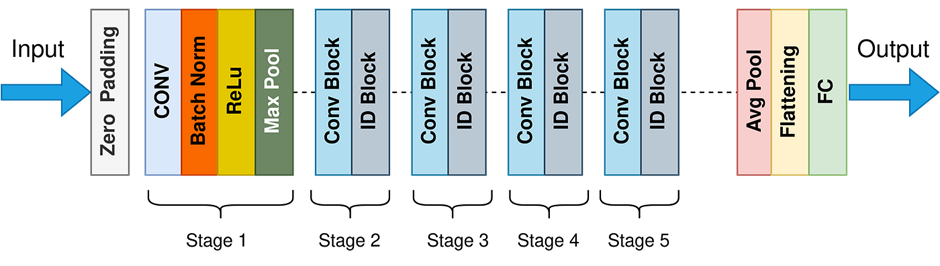 Input
Zero Padding
CONV
Batch Norm
ReLu
Max Pool
Conv Block
ID Block
Conv Block
ID Block
Conv Block
ID Block
Conv Block
ID Block
Avg Pool
Flattening
FC
Output
Stage 1
Stage 2
Stage 3
Stage 4
Stage 5